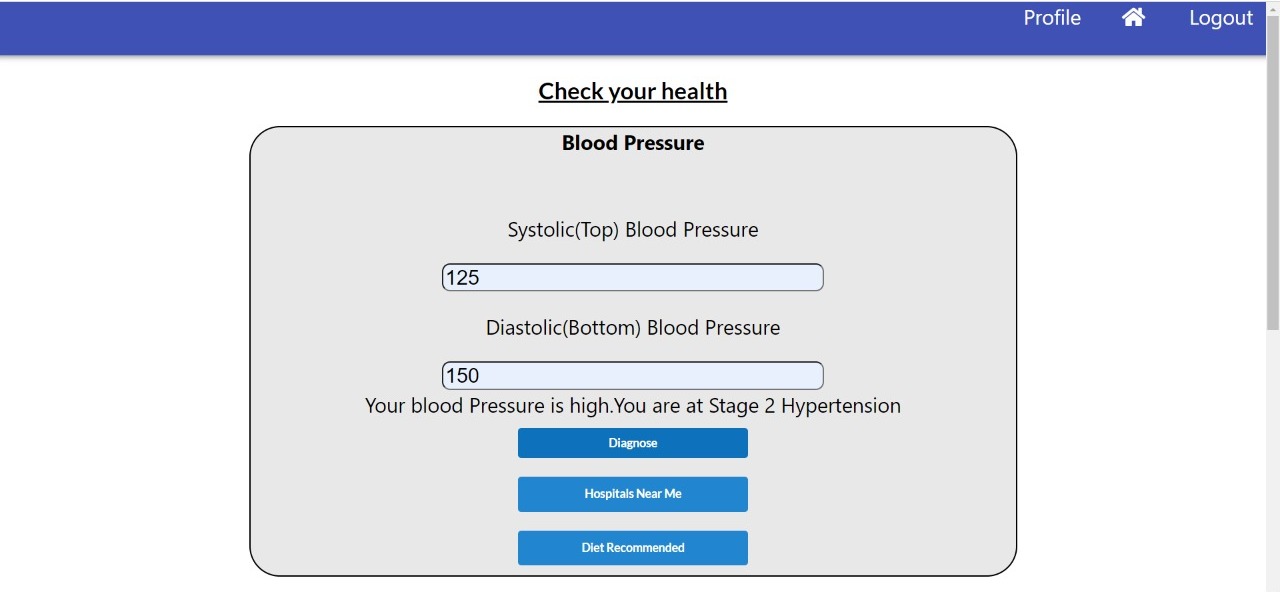 Profile Logout
Check your health
Blood Pressure
Systolic(Top) Blood Pressure
125
Diastolic(Bottom) Blood Pressure
150
Your blood Pressure is high.You are at Stage 2 Hypertension
Diagnose
Hospitals Near Me
Diet Recommended